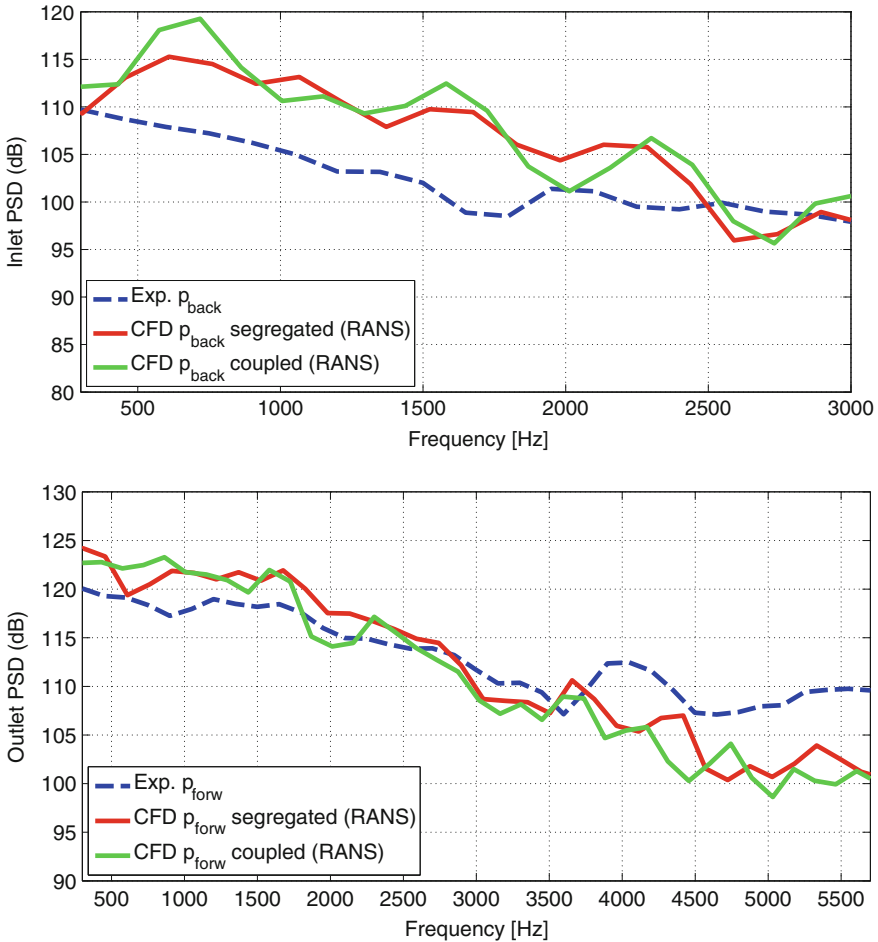 120
115
110
105
100
95
90
85
80
Inlet PSD (dB)
Exp. p_back
CFD p_back segregated (RANS)
CFD p_back coupled (RANS)
500 1000 1500 2000 2500 3000
Frequency [Hz]
130
125
120
115
110
105
100
95
90
Outlet PSD (dB)
Exp. p_forw
CFD p_forw segregated (RANS)
CFD p_forw coupled (RANS)
500 1000 1500 2000 2500 3000 3500 4000 4500 5000 5500
Frequency [Hz]